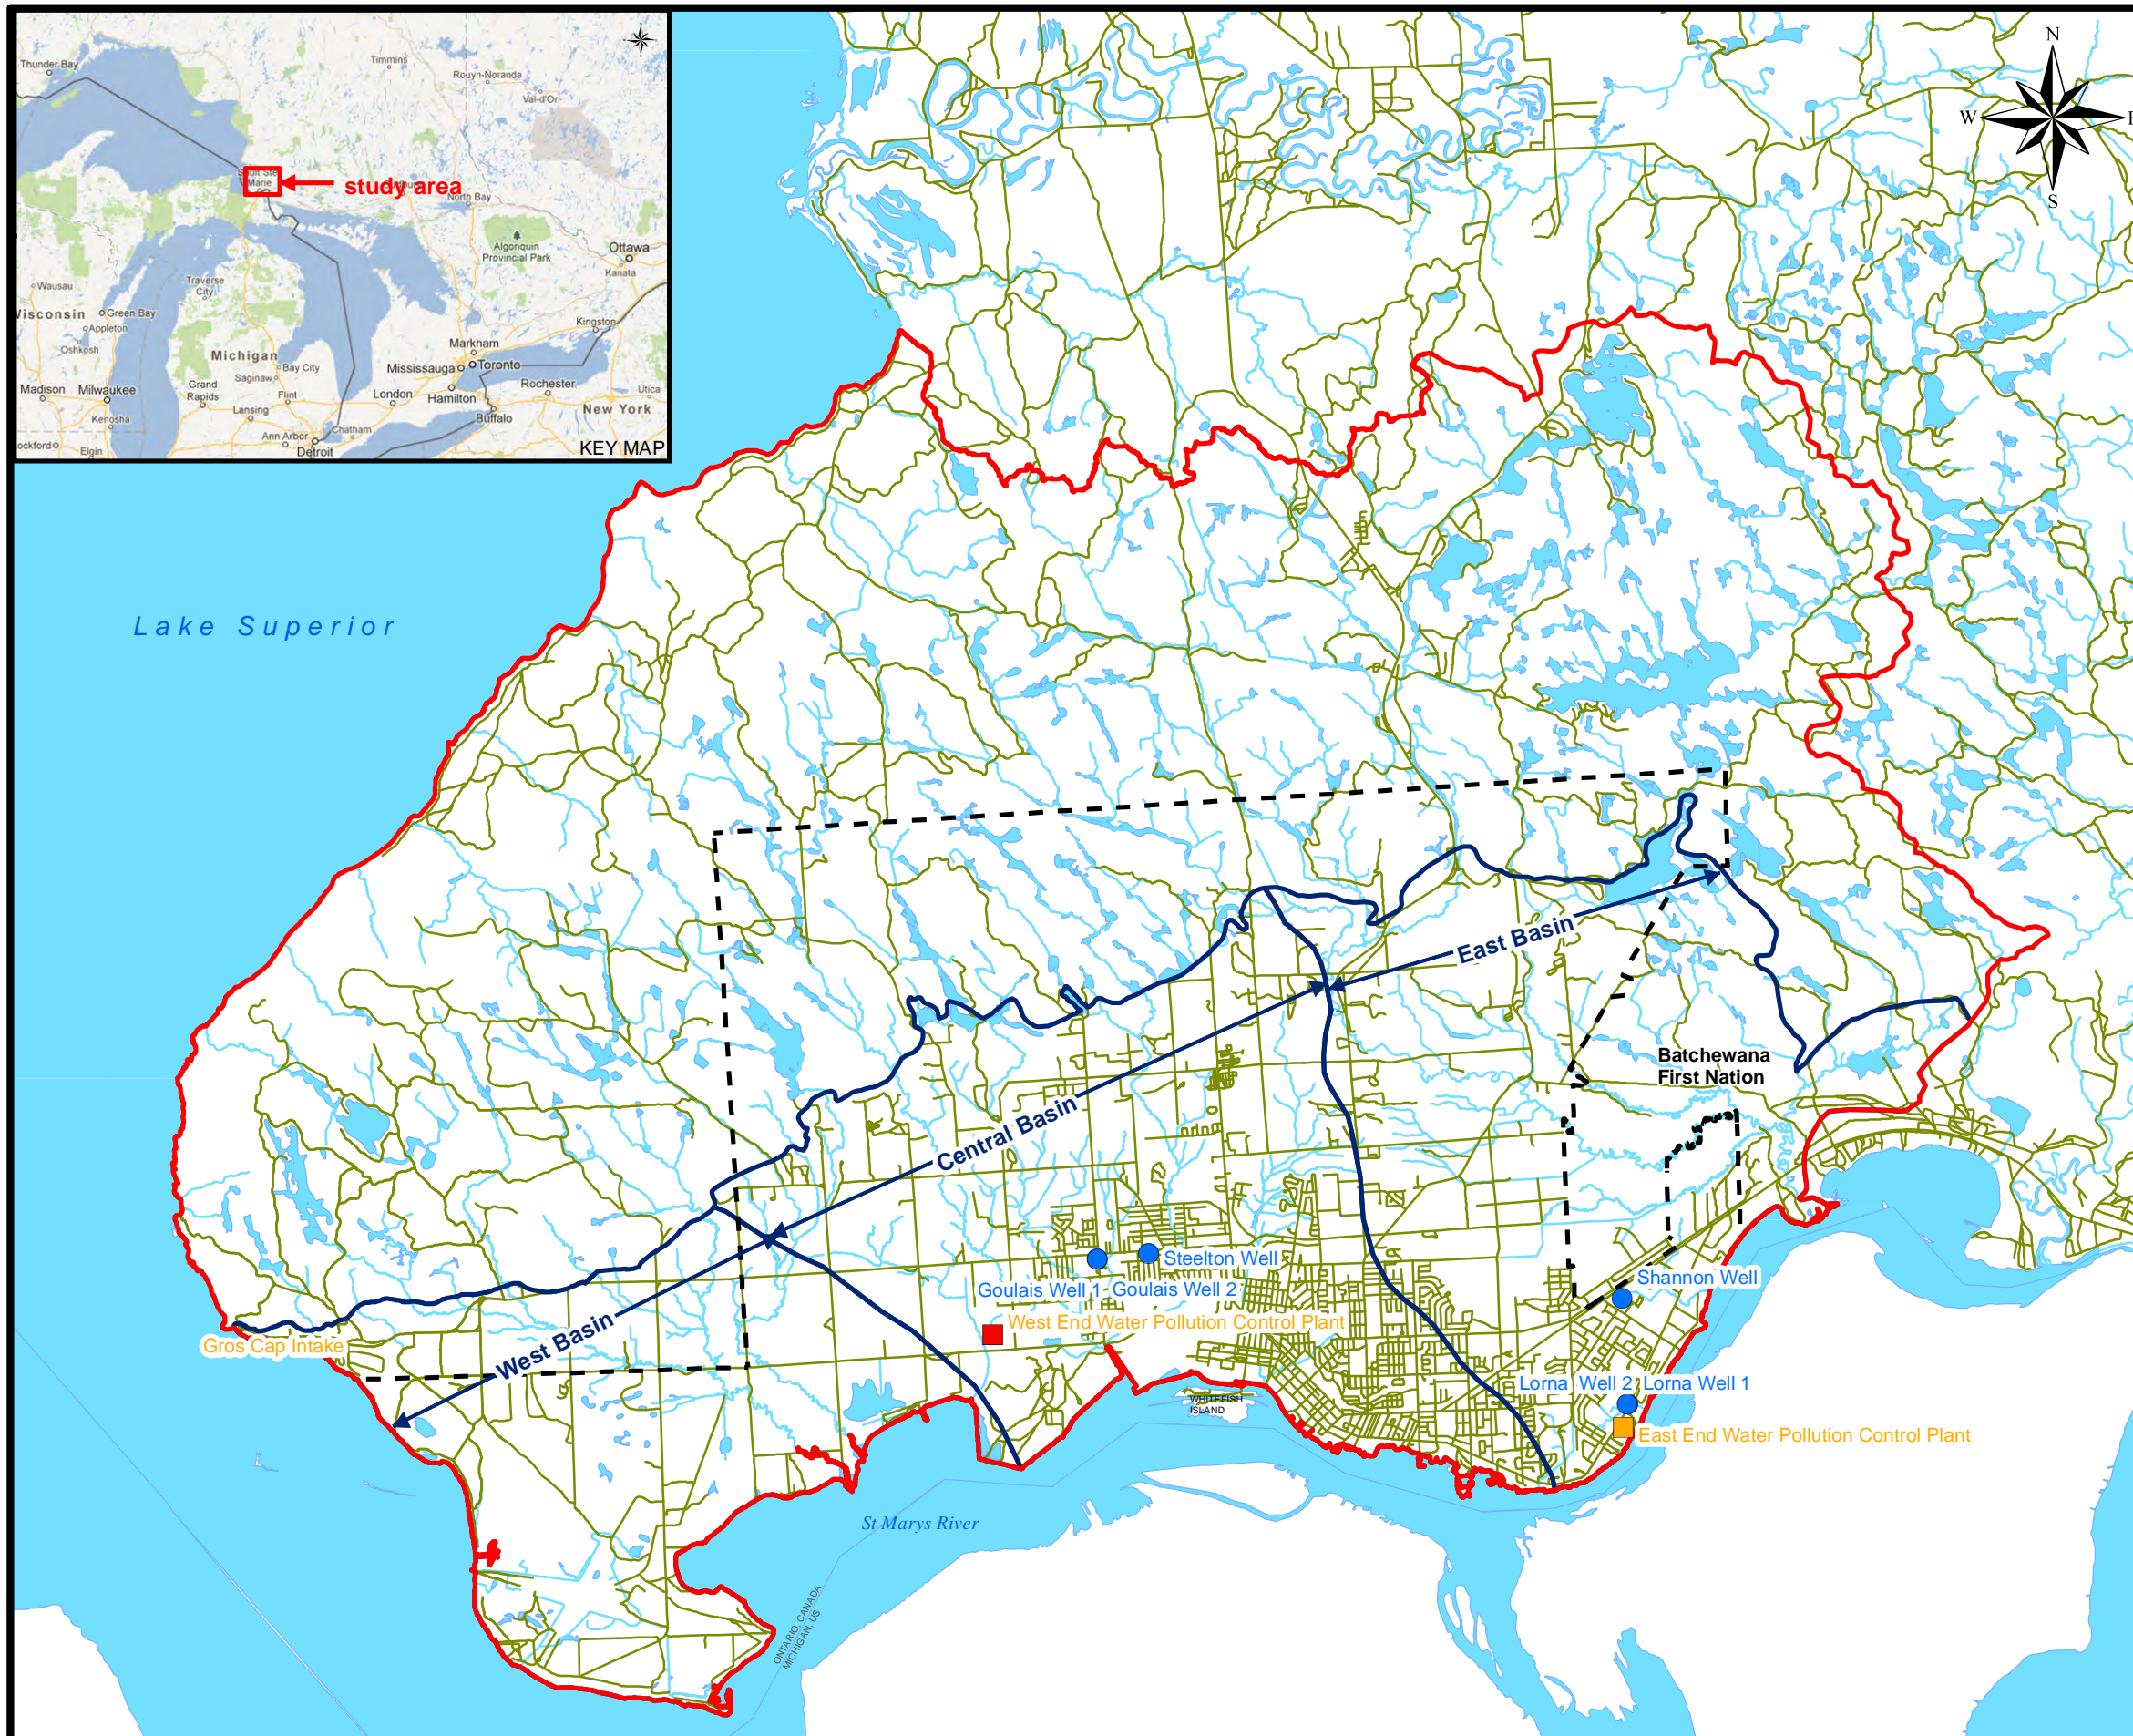 Thunder Bay
Timmins
Rouyn-Noranda
Val-d'Or
Sault Ste
Marie
study area
North Bay
Algonquin
Provincial Park
Ottawa
Kanata
Wausau
Traverse
City
Wisconsin
Green Bay
Appleton
Oshkosh
Kingston
Markham
Michigan
Bay City
Mississauga
Toronto
Saginaw
Madison
Milwaukee
Grand
Rapids
Flint
London
Hamilton
Rochester
Utica
Lansing
Buffalo
New York
Kenosha
Ann Arbor
Chatham
ockford
Elgin
Detroit
KEY MAP
N
W
E
S
Lake Superior
East Basin
Batchewana
First Nation
Central Basin
Steelton Well
Goulais Well 1
Goulais Well 2
Shannon Well
West End Water Pollution Control Plant
Gros Cap Intake
West Basin
Lorna Well 2
Lorna Well 1
WHITEFISH
ISLAND
East End Water Pollution Control Plant
St Marys River
ONTARIO, CANADA
MICHIGAN, US